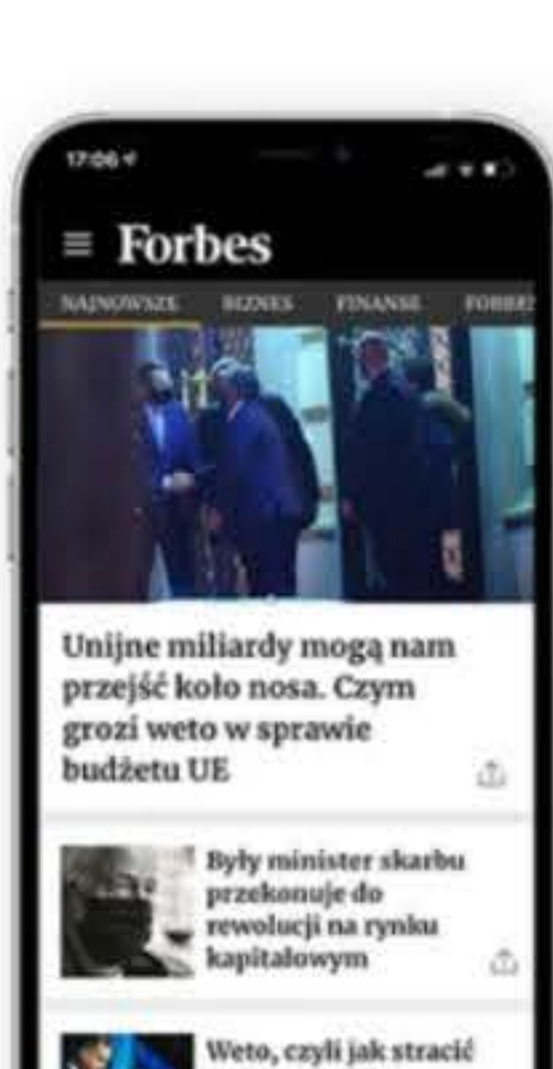 17:06
Forbes
NAJNOWSZE BIZNES FINANSE
Unijne miliardy mogą nam
przejść koło nosa. Czym
grozi weto w sprawie
budżetu UE
Były minister skarbu
przekonuje do
rewolucji na rynku
kapitałowym
Weto, czyli jak stracić